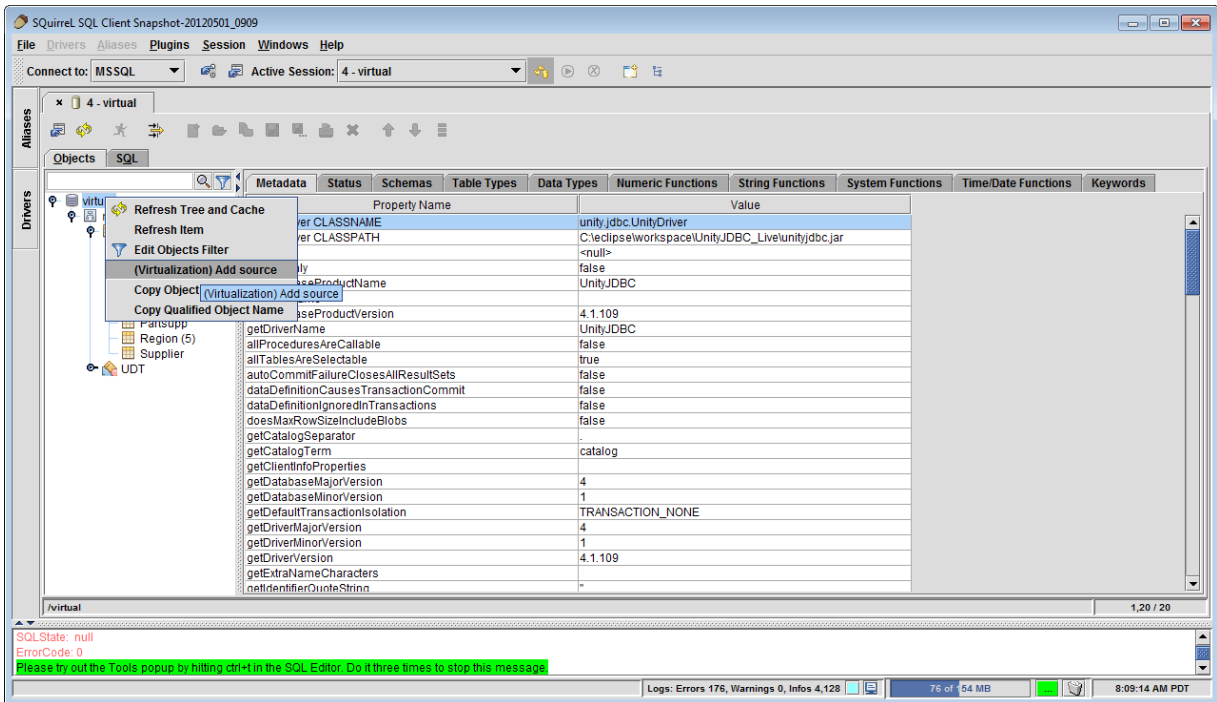 SQuirreL SQL Client Snapshot-20120501_0909
File Drivers Aliases Plugins Session Windows Help
Connect to: MSSQL Active Session: 4 - virtual
Aliases
Drivers
4 - virtual
Objects SQL
Metadata Status Schemas Table Types Data Types Numeric Functions String Functions System Functions Time/Date Functions Keywords
virtu
Refresh Tree and Cache
Refresh Item
Edit Objects Filter
(Virtualization) Add source
Copy Object
(Virtualization) Add source
Copy Qualified Object Name
Partsupp
Region (5)
Supplier
UDT
Property Name Value
CLASSNAME unity.jdbc.UnityDriver
CLASSPATH C:\eclipse\workspace\UnityJDBC_Live\unityjdbc.jar
<null>
false
ProductName UnityJDBC
ProductVersion 4.1.109
getDriverName UnityJDBC
allProceduresAreCallable false
allTablesAreSelectable true
autoCommitFailureClosesAllResultSets false
dataDefinitionCausesTransactionCommit false
dataDefinitionIgnoredInTransactions false
doesMaxRowSizeIncludeBlobs false
getCatalogSeparator .
getCatalogTerm catalog
getClientInfoProperties
getDatabaseMajorVersion 4
getDatabaseMinorVersion 1
getDefaultTransactionIsolation TRANSACTION_NONE
getDriverMajorVersion 4
getDriverMinorVersion 1
getDriverVersion 4.1.109
getExtraNameCharacters
getIdentifierQuoteString "
/virtual 1,20 / 20
SQLState: null
ErrorCode: 0
Please try out the Tools popup by hitting ctrl+t in the SQL Editor. Do it three times to stop this message.
Logs: Errors 176, Warnings 0, Infos 4,128 76 of 154 MB ... 8:09:14 AM PDT